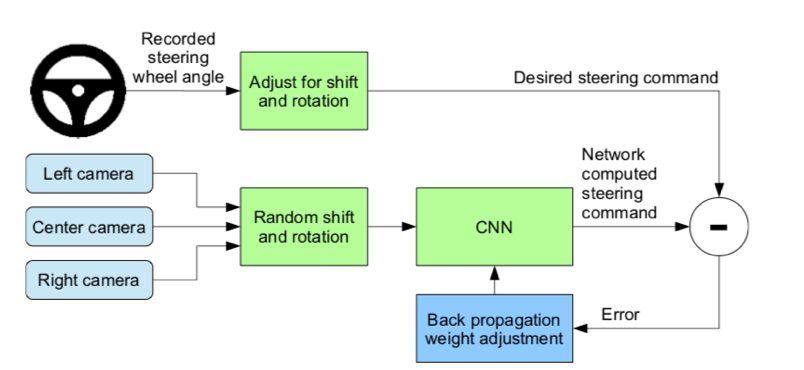 Recorded
steering
wheel angle
Adjust for shift
and rotation
Desired steering command
Left camera
Center camera
Right camera
Random shift
and rotation
CNN
Network
computed
steering
command
-
Back propagation
weight adjustment
Error